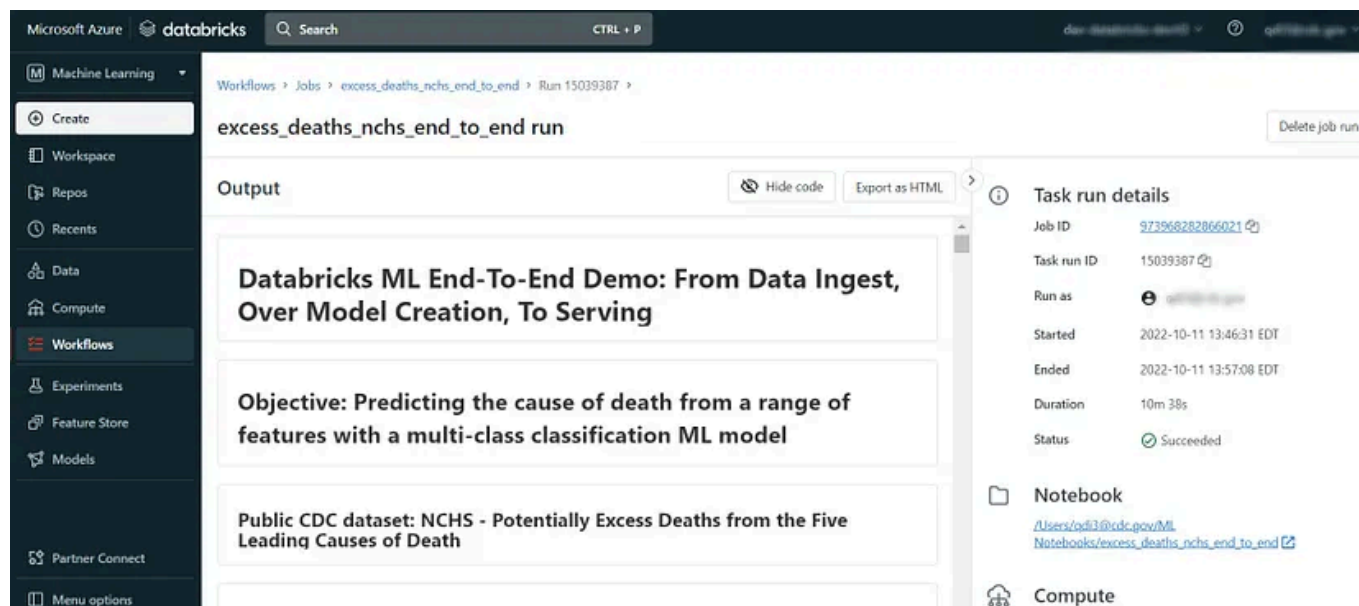 Microsoft Azure databricks Search CTRL + P
Machine Learning
Create
Workspace
Repos
Recents
Data
Compute
Workflows
Experiments
Feature Store
Models
Partner Connect
Menu options
Workflows > Jobs > excess_deaths_nchs_end_to_end > Run 15039387 >
excess_deaths_nchs_end_to_end run
Delete job run
Output
Hide code
Export as HTML
Databricks ML End-To-End Demo: From Data Ingest,
Over Model Creation, To Serving
Objective: Predicting the cause of death from a range of
features with a multi-class classification ML model
Public CDC dataset: NCHS - Potentially Excess Deaths from the Five
Leading Causes of Death
Task run details
Job ID 973968282866021
Task run ID 15039387
Run as
Started 2022-10-11 13:46:31 EDT
Ended 2022-10-11 13:57:08 EDT
Duration 10m 38s
Status Succeeded
Notebook
/Users/qdi3@cdc.gov/ML
Notebooks/excess_deaths_nchs_end_to_end
Compute